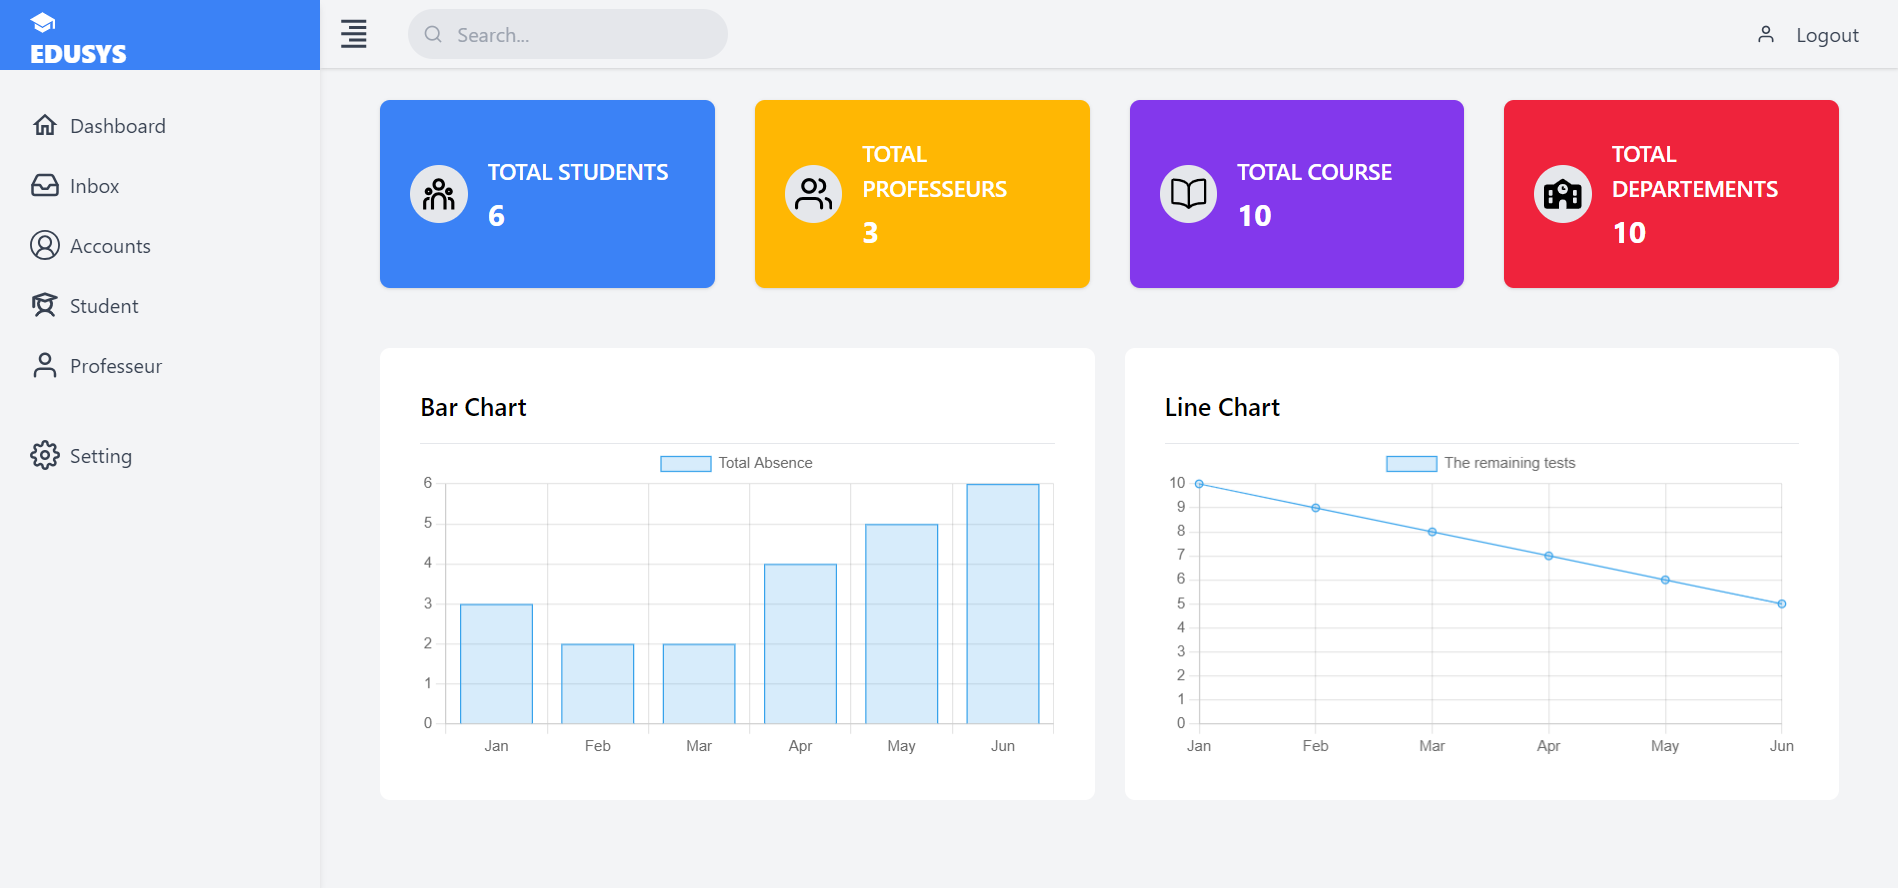 EDUSYS
Search...
Logout
Dashboard
Inbox
Accounts
Student
Professeur
Setting
TOTAL STUDENTS
6
TOTAL
PROFESSEURS
3
TOTAL COURSE
10
TOTAL
DEPARTEMENTS
10
Bar Chart
Total Absence
6
5
4
3
2
1
0
Jan Feb Mar Apr May Jun
Line Chart
The remaining tests
10
9
8
7
6
5
4
3
2
1
0
Jan Feb Mar Apr May Jun